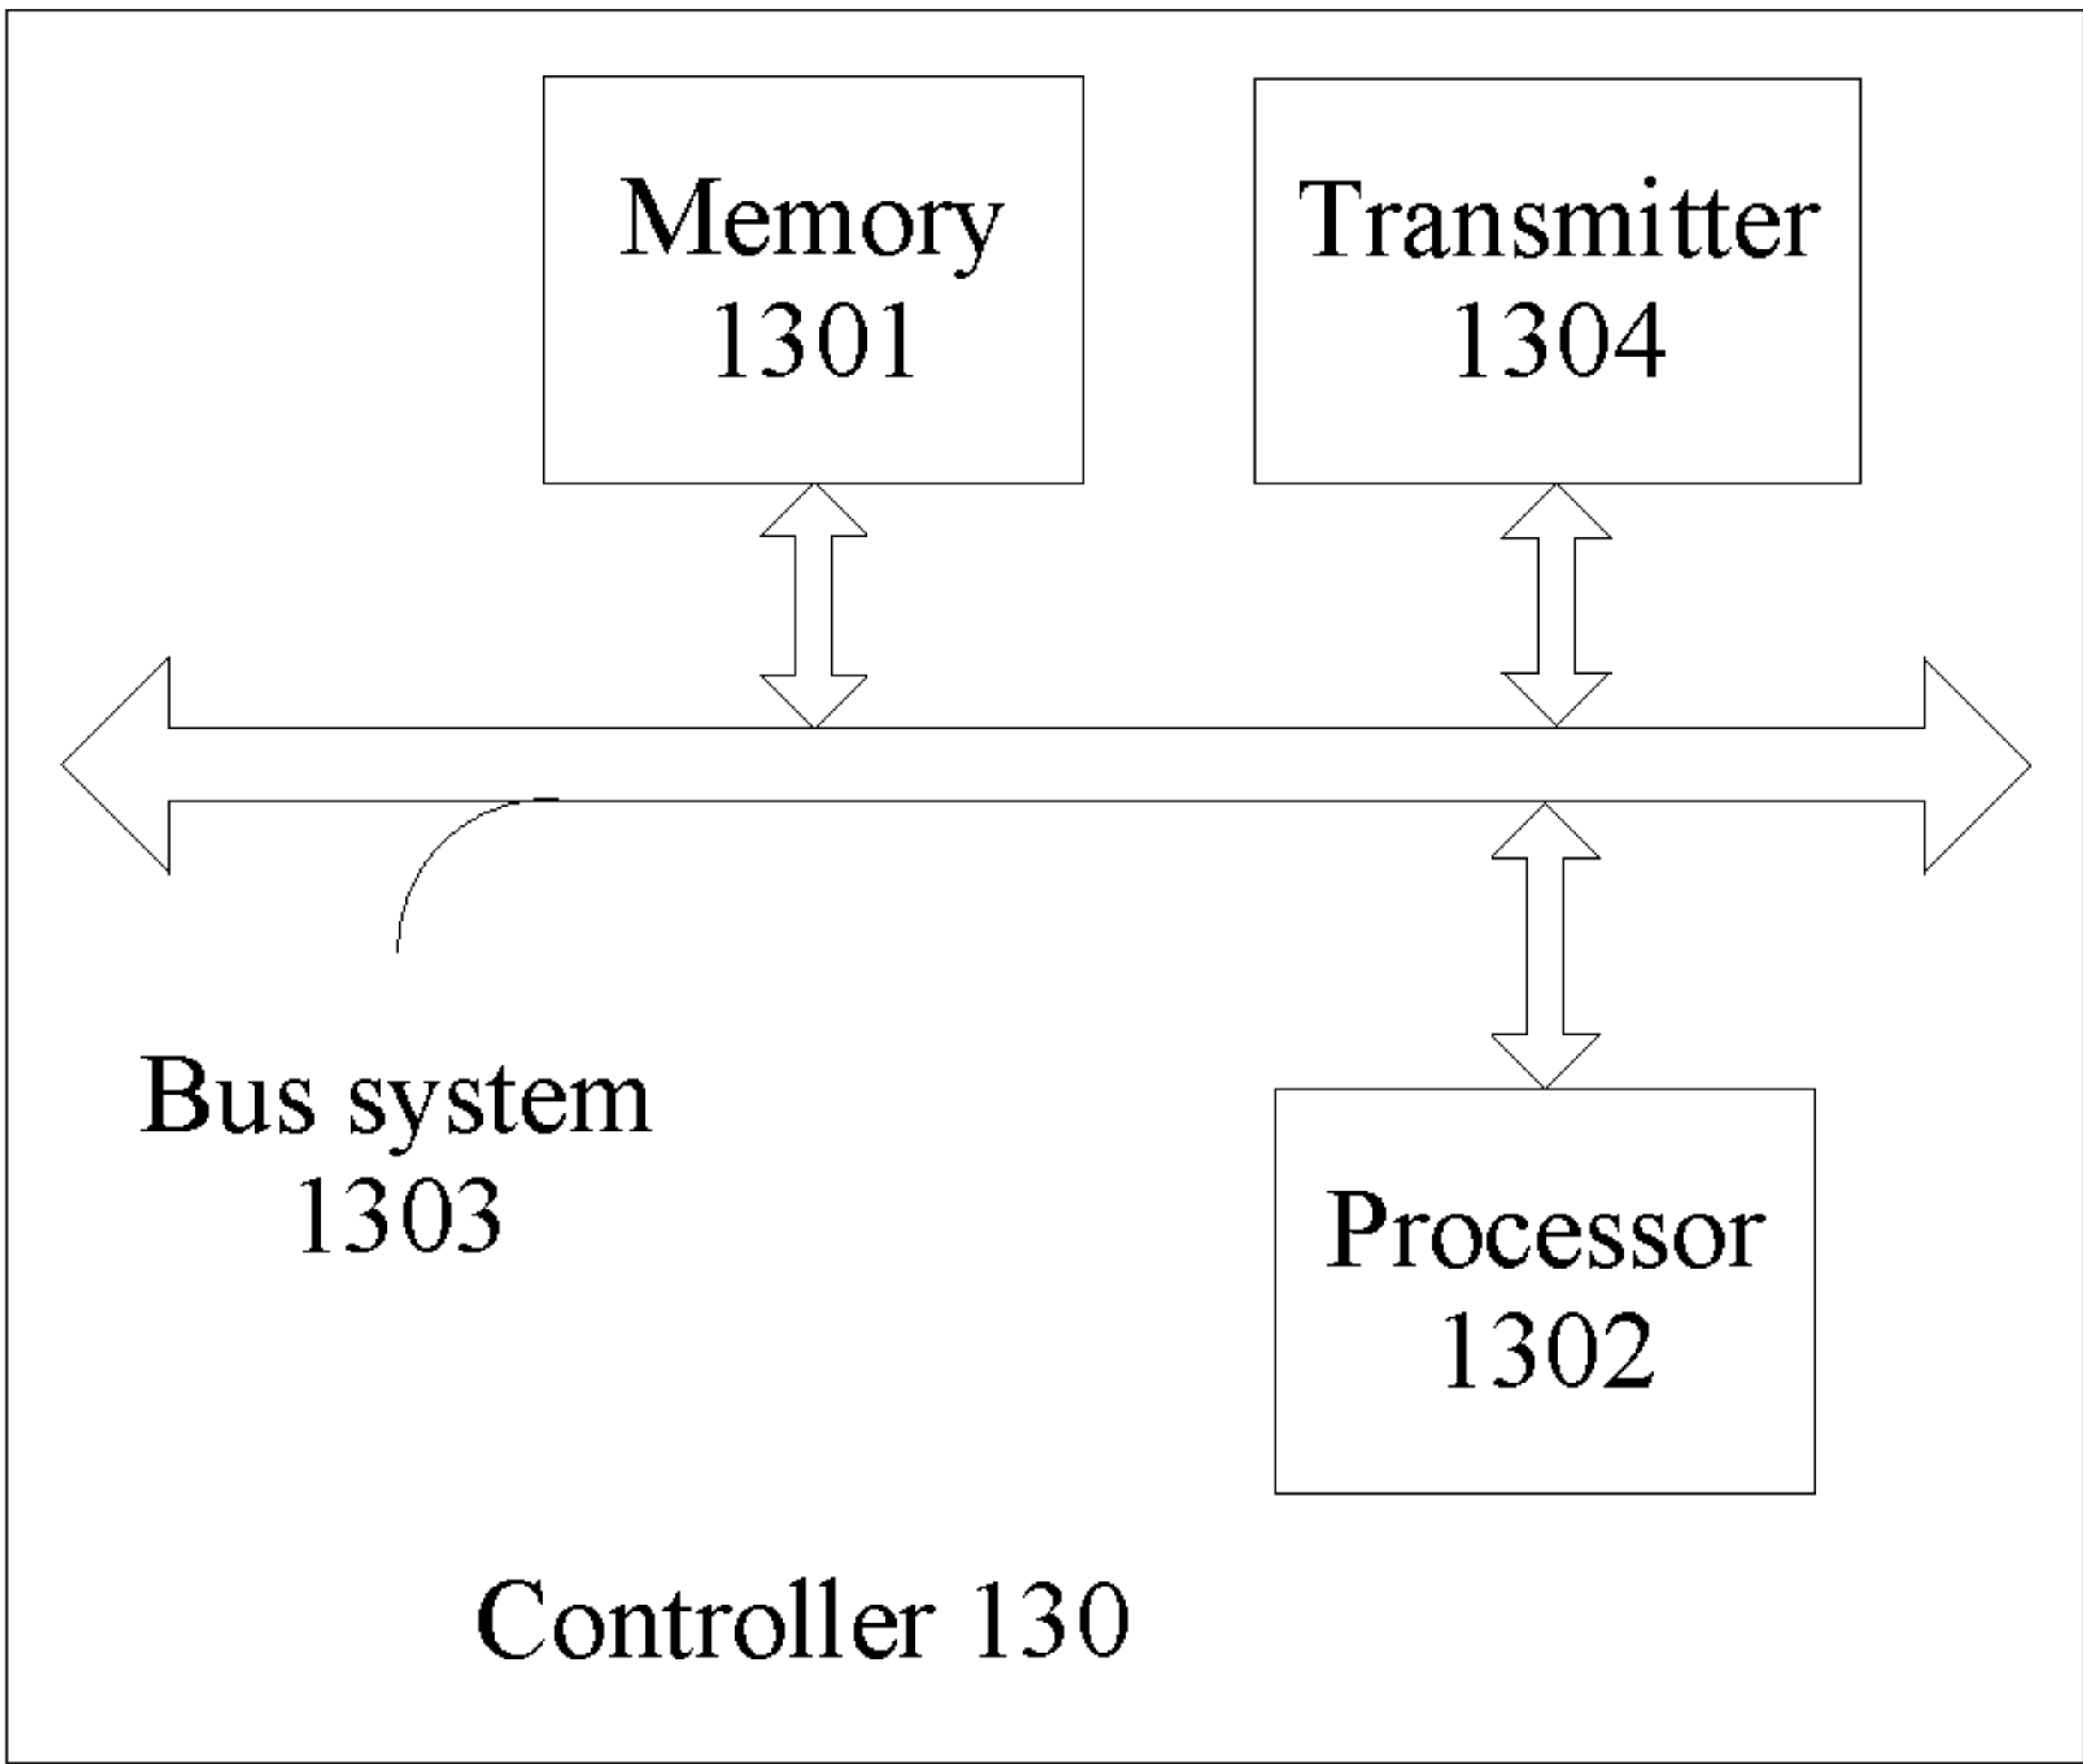 Memory
1301
Transmitter
1304
Bus system
1303
Processor
1302
Controller 130